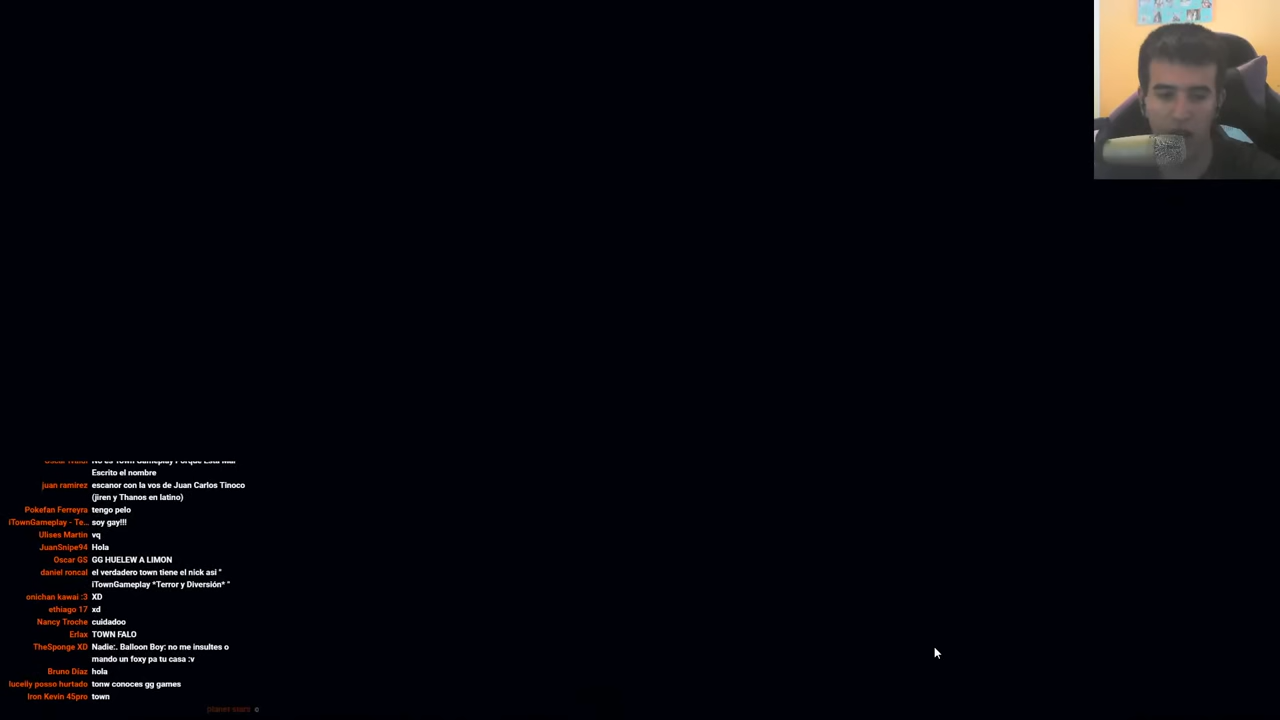 Escrito el nombre
juan ramirez escanor con la vos de Juan Carlos Tinoco
(jiren y Thanos en latino)
Pokefan Ferreyra tengo pelo
iTownGameplay - Te... soy gay!!!
Ulises Martin vq
JuanSnipe94 Hola
Oscar GS GG HUELEW A LIMON
daniel roncal el verdadero town tiene el nick asi "
iTownGameplay *Terror y Diversión* "
onichan kawai :3 XD
ethiago 17 xd
Nancy Troche cuidadoo
Erlax TOWN FALO
TheSponge XD Nadie:. Balloon Boy: no me insultes o
mando un foxy pa tu casa :v
Bruno Díaz hola
lucelly posso hurtado tonw conoces gg games
Iron Kevin 45pro town